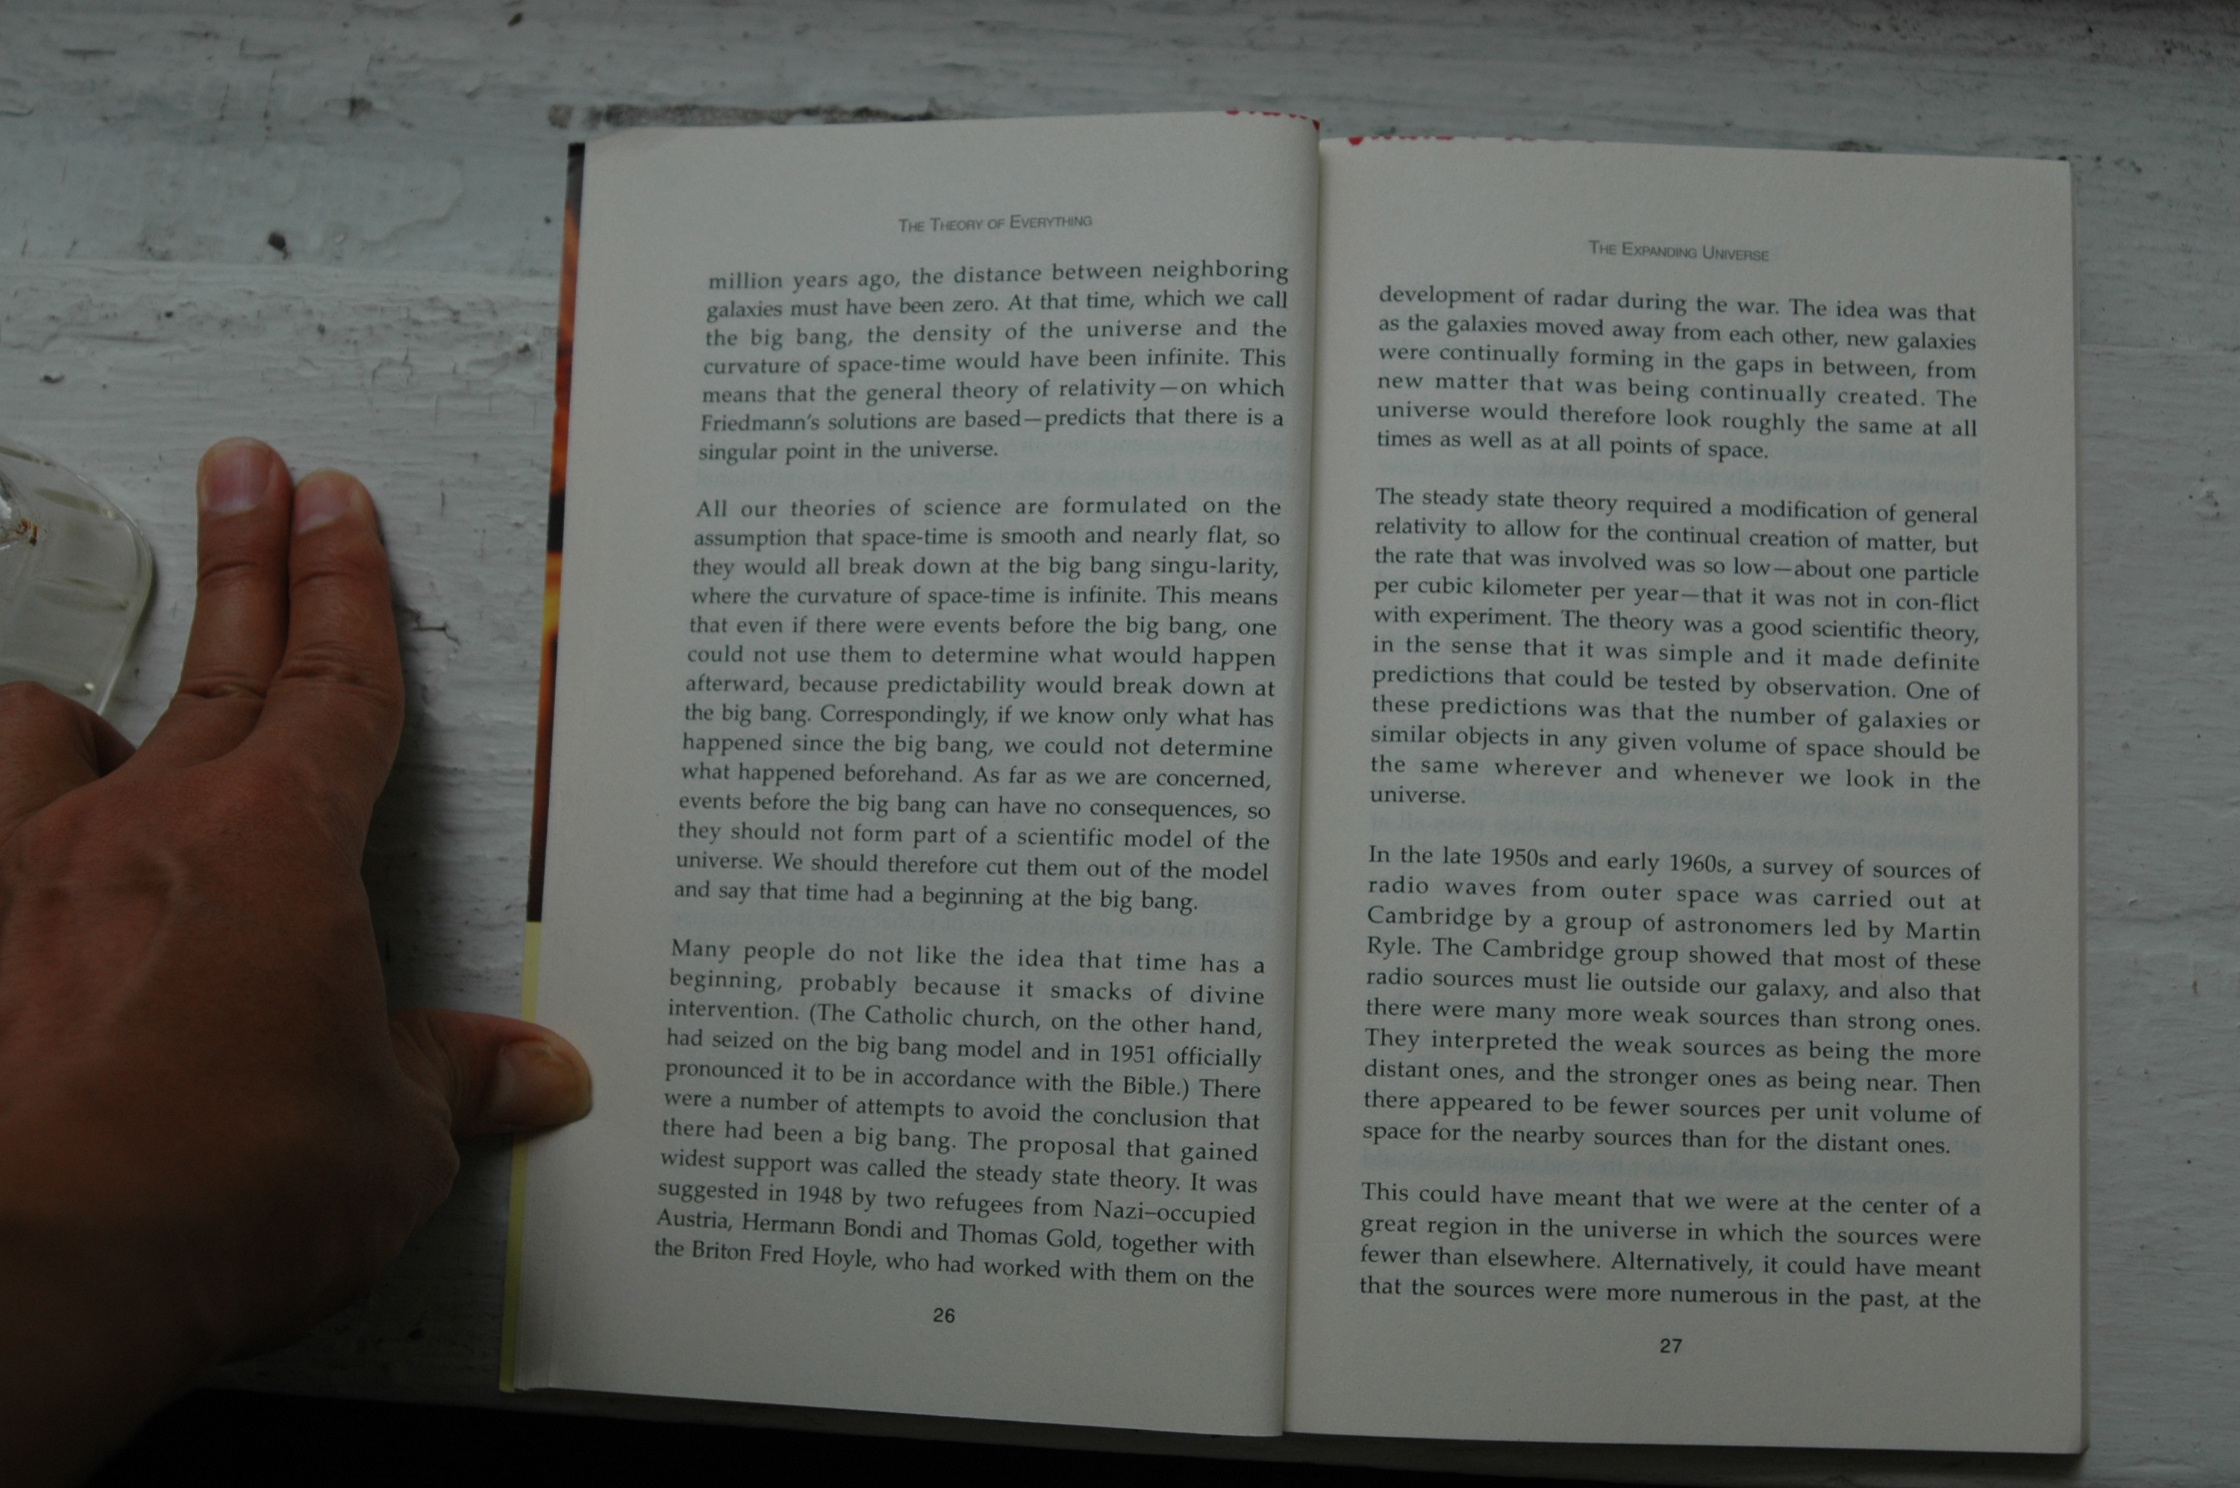 THE THEORY OF EVERYTHING
million years ago, the distance between neighboring
galaxies must have been zero. At that time, which we call
the big bang, the density of the universe and the
curvature of space-time would have been infinite. This
means that the general theory of relativity—on which
Friedmann's solutions are based—predicts that there is a
singular point in the universe.
All our theories of science are formulated on the
assumption that space-time is smooth and nearly flat, so
they would all break down at the big bang singu-larity,
where the curvature of space-time is infinite. This means
that even if there were events before the big bang, one
could not use them to determine what would happen
afterward, because predictability would break down at
the big bang. Correspondingly, if we know only what has
happened since the big bang, we could not determine
what happened beforehand. As far as we are concerned,
events before the big bang can have no consequences, so
they should not form part of a scientific model of the
universe. We should therefore cut them out of the model
and say that time had a beginning at the big bang.
Many people do not like the idea that time has a
beginning, probably because it smacks of divine
intervention. (The Catholic church, on the other hand,
had seized on the big bang model and in 1951 officially
pronounced it to be in accordance with the Bible.) There
were a number of attempts to avoid the conclusion that
there had been a big bang. The proposal that gained
widest support was called the steady state theory. It was
suggested in 1948 by two refugees from Nazi–occupied
Austria, Hermann Bondi and Thomas Gold, together with
the Briton Fred Hoyle, who had worked with them on the
26
THE EXPANDING UNIVERSE
development of radar during the war. The idea was that
as the galaxies moved away from each other, new galaxies
were continually forming in the gaps in between, from
new matter that was being continually created. The
universe would therefore look roughly the same at all
times as well as at all points of space.
The steady state theory required a modification of general
relativity to allow for the continual creation of matter, but
the rate that was involved was so low—about one particle
per cubic kilometer per year—that it was not in con-flict
with experiment. The theory was a good scientific theory,
in the sense that it was simple and it made definite
predictions that could be tested by observation. One of
these predictions was that the number of galaxies or
similar objects in any given volume of space should be
the same wherever and whenever we look in the
universe.
In the late 1950s and early 1960s, a survey of sources of
radio waves from outer space was carried out at
Cambridge by a group of astronomers led by Martin
Ryle. The Cambridge group showed that most of these
radio sources must lie outside our galaxy, and also that
there were many more weak sources than strong ones.
They interpreted the weak sources as being the more
distant ones, and the stronger ones as being near. Then
there appeared to be fewer sources per unit volume of
space for the nearby sources than for the distant ones.
This could have meant that we were at the center of a
great region in the universe in which the sources were
fewer than elsewhere. Alternatively, it could have meant
that the sources were more numerous in the past, at the
27